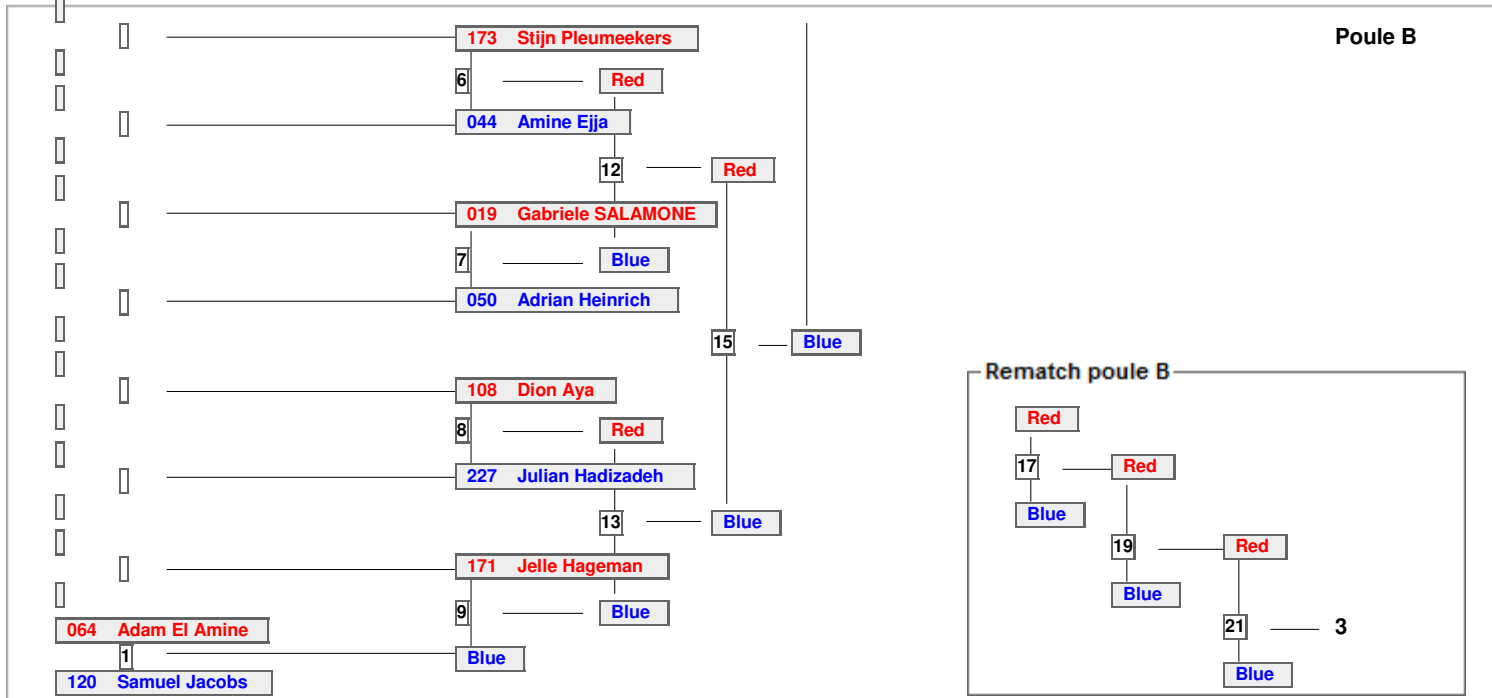 173 Stijn Pleumeekers
Poule B
6 Red
044 Amine Ejja
12 Red
019 Gabriele SALAMONE
7 Blue
050 Adrian Heinrich
15 Blue
108 Dion Aya
8 Red
227 Julian Hadizadeh
13 Blue
171 Jelle Hageman
9 Blue
064 Adam El Amine
1 Blue
120 Samuel Jacobs
Rematch poule B
Red
17 Red
Blue
19 Red
Blue
21 3
Blue